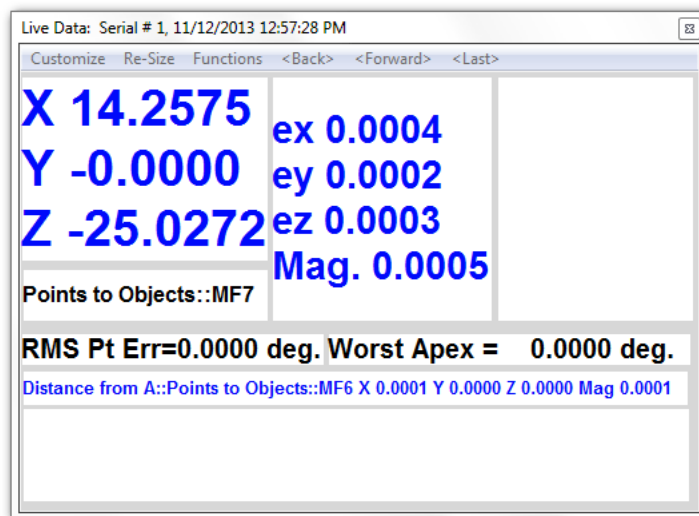 Live Data: Serial # 1, 11/12/2013 12:57:28 PM
Customize Re-Size Functions <Back> <Forward> <Last>
X 14.2575
Y -0.0000
Z -25.0272
Points to Objects::MF7
ex 0.0004
ey 0.0002
ez 0.0003
Mag. 0.0005
RMS Pt Err=0.0000 deg. Worst Apex = 0.0000 deg.
Distance from A::Points to Objects::MF6 X 0.0001 Y 0.0000 Z 0.0000 Mag 0.0001